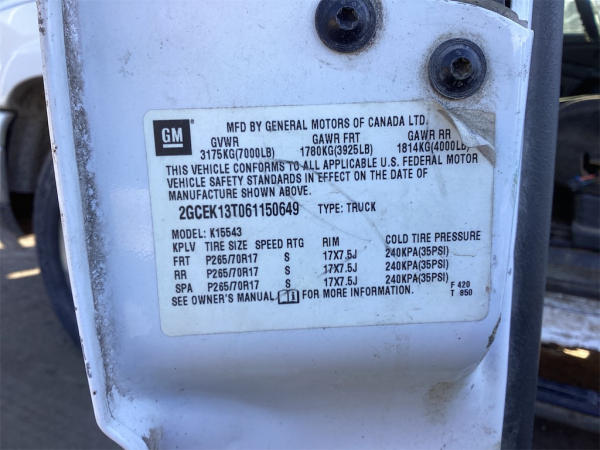 GM
MFD BY GENERAL MOTORS OF CANADA LTD.
GVWR GAWR FRT GAWR RR
3175KG(7000LB) 1780KG(3925LB) 1814KG(4000LB)
THIS VEHICLE CONFORMS TO ALL APPLICABLE U.S. FEDERAL MOTOR
VEHICLE SAFETY STANDARDS IN EFFECT ON THE DATE OF
MANUFACTURE SHOWN ABOVE.
2GCEK13T061150649 TYPE: TRUCK
MODEL: K15543
KPLV TIRE SIZE SPEED RTG RIM COLD TIRE PRESSURE
FRT P265/70R17 S 17X7.5J 240KPA(35PSI)
RR P265/70R17 S 17X7.5J 240KPA(35PSI)
SPA P265/70R17 S 17X7.5J 240KPA(35PSI)
SEE OWNER'S MANUAL FOR MORE INFORMATION.
F 420
T 850